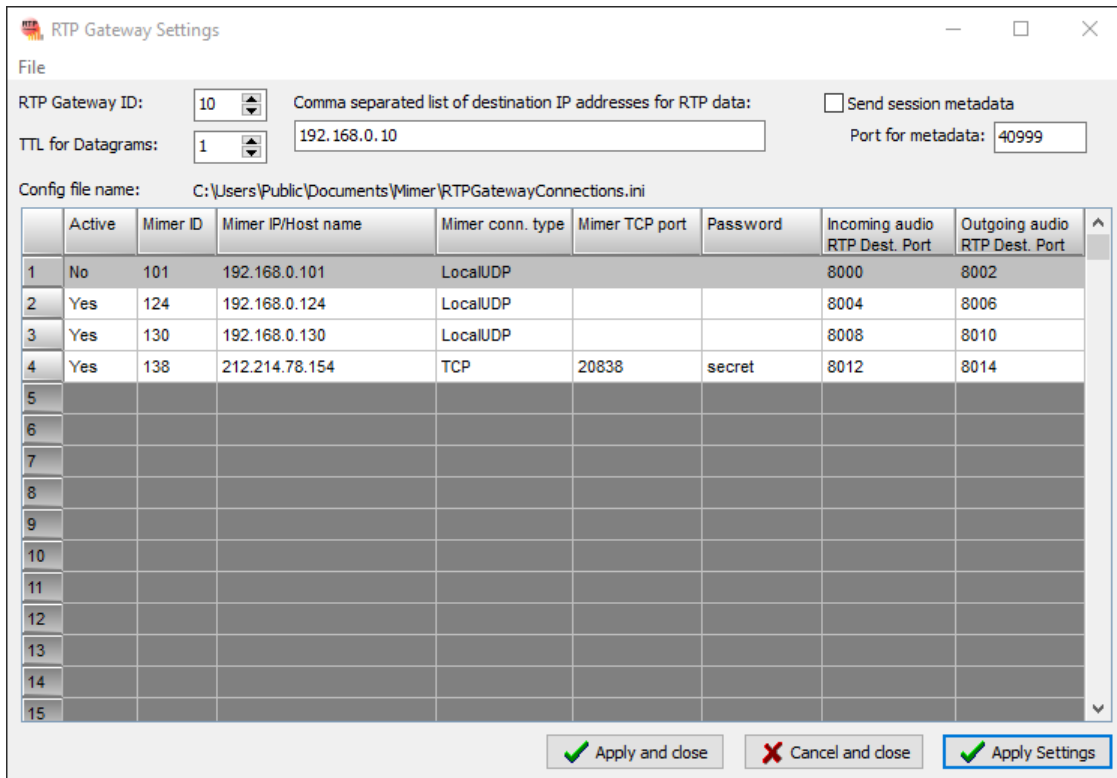 RTP Gateway Settings
File
RTP Gateway ID: 10 Comma separated list of destination IP addresses for RTP data: Send session metadata
TTL for Datagrams: 1 192.168.0.10 Port for metadata: 40999
Config file name: C:\Users\Public\Documents\Mimer\RTPGatewayConnections.ini
Active Mimer ID Mimer IP/Host name Mimer conn. type Mimer TCP port Password Incoming audio RTP Dest. Port Outgoing audio RTP Dest. Port
1 No 101 192.168.0.101 LocalUDP 8000 8002
2 Yes 124 192.168.0.124 LocalUDP 8004 8006
3 Yes 130 192.168.0.130 LocalUDP 8008 8010
4 Yes 138 212.214.78.154 TCP 20838 secret 8012 8014
5
6
7
8
9
10
11
12
13
14
15
Apply and close Cancel and close Apply Settings